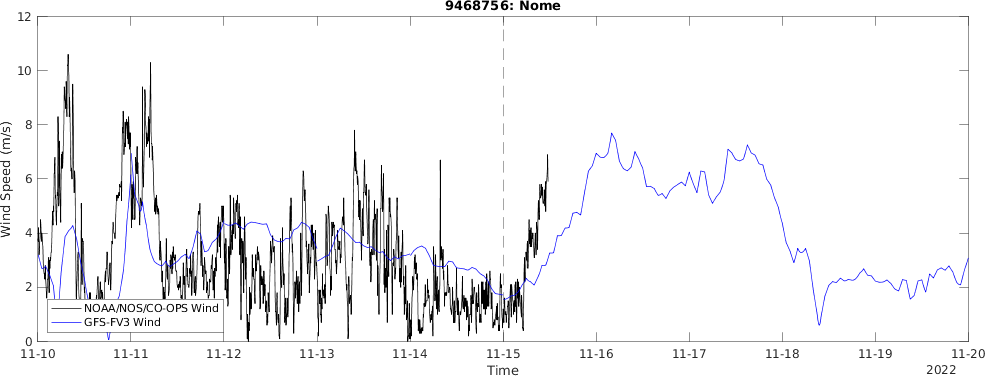 9468756: Nome
12
10
8
6
4
2
0
Wind Speed (m/s)
NOAA/NOS/CO-OPS Wind
GFS-FV3 Wind
11-10 11-11 11-12 11-13 11-14 11-15 11-16 11-17 11-18 11-19 11-20
Time
2022